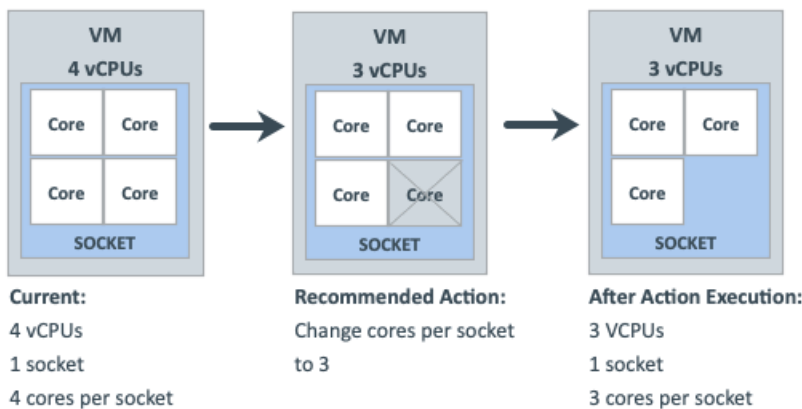 VM
4 vCPUs
Core Core
Core Core
SOCKET
Current:
4 vCPUs
1 socket
4 cores per socket
VM
3 vCPUs
Core Core
Core Core
SOCKET
Recommended Action:
Change cores per socket
to 3
VM
3 vCPUs
Core Core
Core
SOCKET
After Action Execution:
3 VCPUs
1 socket
3 cores per socket